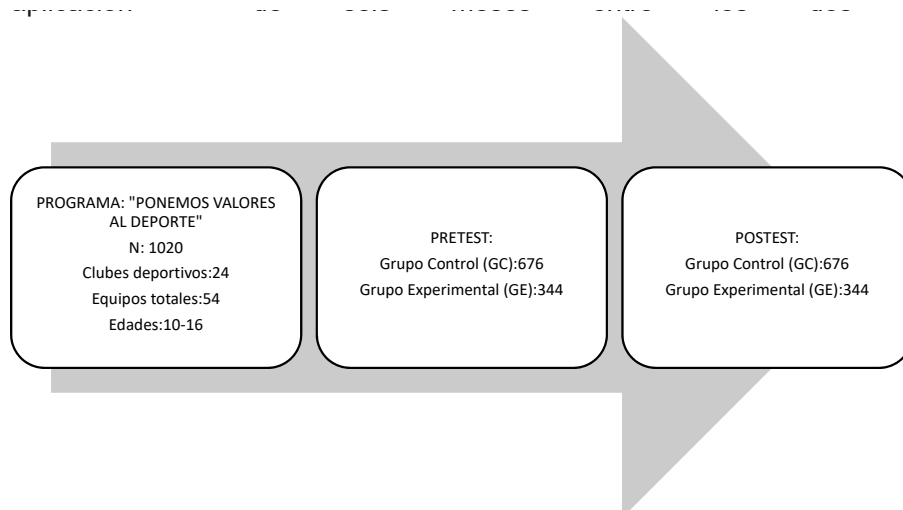 PROGRAMA: "PONEMOS VALORES
AL DEPORTE"
N: 1020
Clubes deportivos:24
Equipos totales:54
Edades:10-16
PRETEST:
Grupo Control (GC):676
Grupo Experimental (GE):344
POSTEST:
Grupo Control (GC):676
Grupo Experimental (GE):344